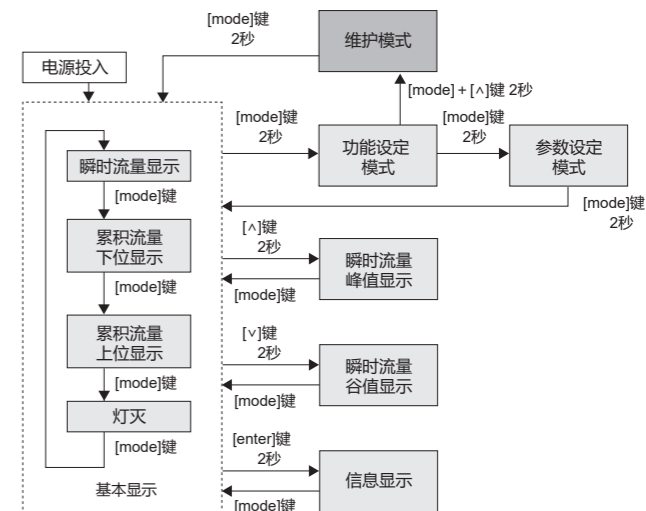 [mode]键
2秒
维护模式
电源投入
[mode] + [∧]键 2秒
[mode]键
2秒
[mode]键
2秒
功能设定
模式
参数设定
模式
瞬时流量显示
[mode]键
[mode]键
2秒
累积流量
下位显示
[∧]键
2秒
瞬时流量
峰值显示
[mode]键
[mode]键
累积流量
上位显示
[∨]键
2秒
瞬时流量
谷值显示
[mode]键
[mode]键
灯灭
[mode]键
[enter]键
2秒
信息显示
基本显示
[mode]键